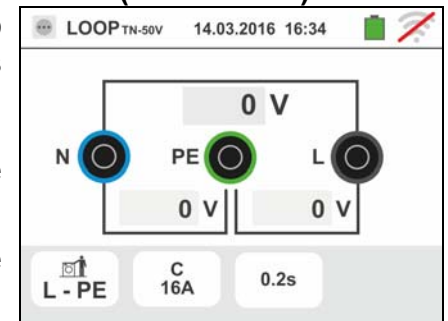 LOOP TN-50V 14.03.2016 16:34
0 V
N PE L
0 V 0 V
L - PE
C
16A
0.2s